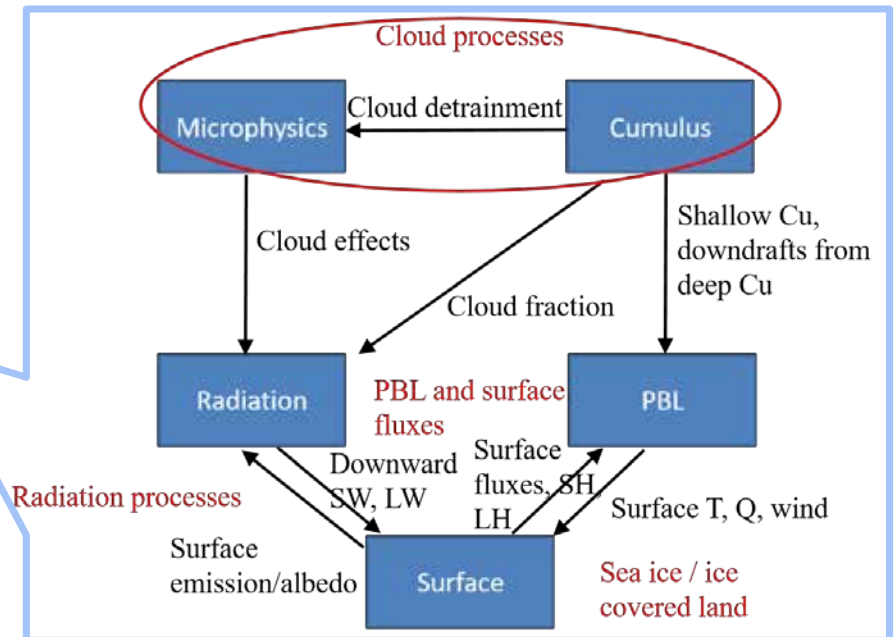 Cloud processes
Microphysics
Cloud detrainment
Cumulus
Cloud effects
Shallow Cu,
downdrafts from
deep Cu
Cloud fraction
Radiation
PBL and surface
fluxes
PBL
Radiation processes
Downward
SW, LW
Surface
fluxes, SH,
LH
Surface T, Q, wind
Surface
emission/albedo
Surface
Sea ice / ice
covered land